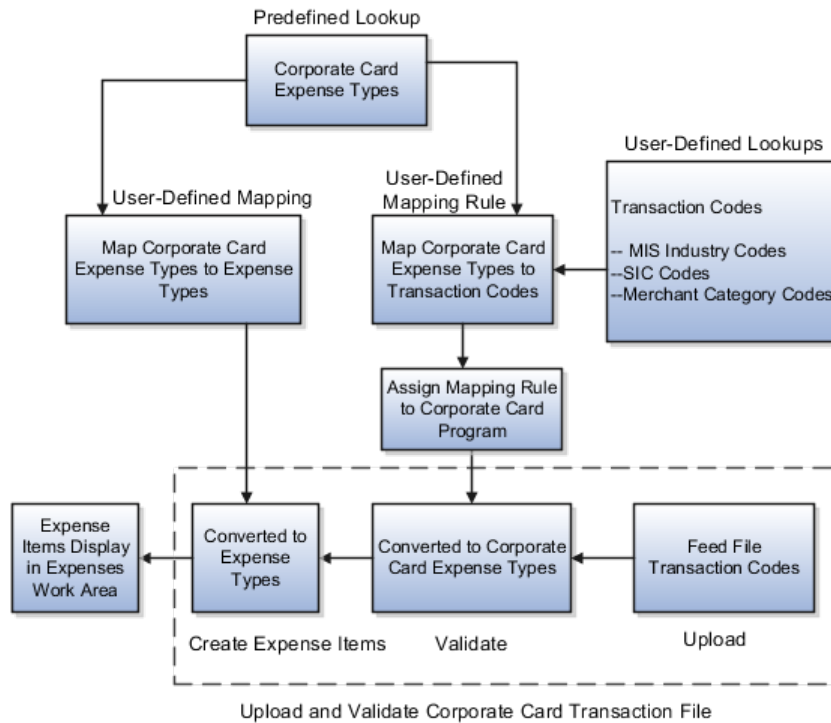 Predefined Lookup
Corporate Card
Expense Types
User-Defined Lookups
User-Defined Mapping
User-Defined
Mapping Rule
Transaction Codes
-- MIS Industry Codes
--SIC Codes
--Merchant Category Codes
Map Corporate Card
Expense Types to Expense
Types
Map Corporate Card
Expense Types to
Transaction Codes
Assign Mapping Rule
to Corporate Card
Program
Expense
Items Display
in Expenses
Work Area
Converted to
Expense
Types
Converted to Corporate
Card Expense Types
Feed File
Transaction Codes
Create Expense Items
Validate
Upload
Upload and Validate Corporate Card Transaction File